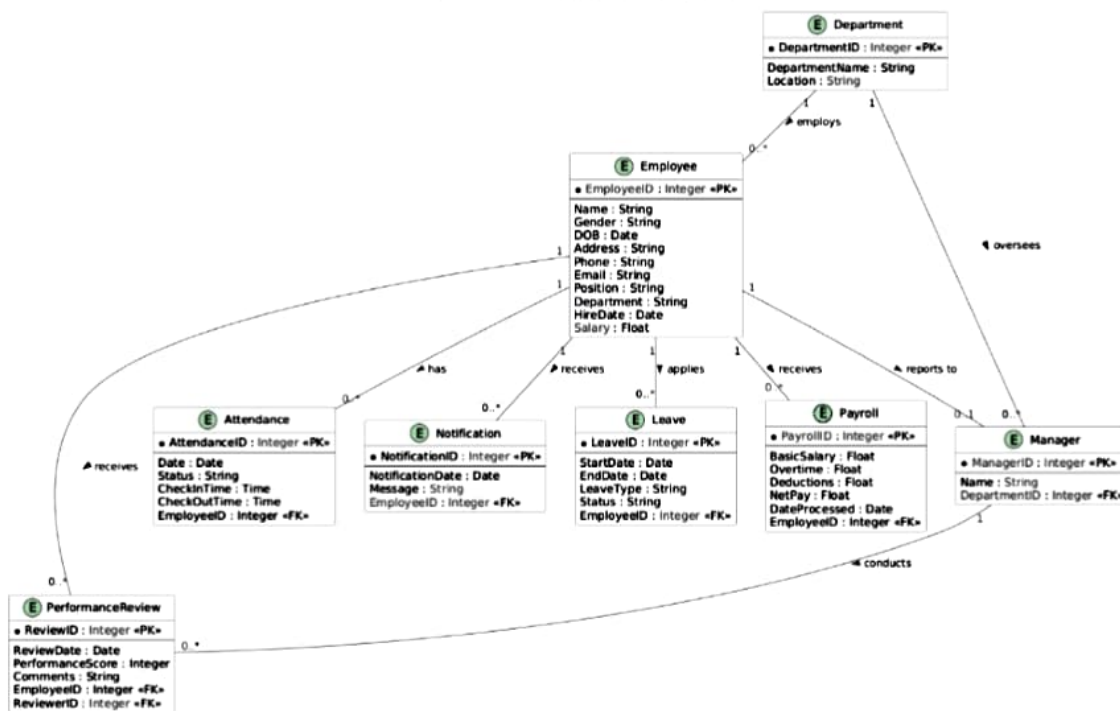 E Department
DepartmentID : Integer «PK»
DepartmentName : String
Location : String
1
1
employs
0..*
E Employee
EmployeeID : Integer «PK»
Name : String
Gender : String
DOB : Date
Address : String
Phone : String
Email : String
Position : String
Department : String
HireDate : Date
Salary : Float
oversees
1
1
1
1
1
1
has
receives
applies
receives
reports to
0..*
0..*
0..*
0..*
0..1
0..*
E Attendance
AttendanceID : Integer «PK»
Date : Date
Status : String
CheckInTime : Time
CheckOutTime : Time
EmployeeID : Integer «FK»
E Notification
NotificationID : Integer «PK»
NotificationDate : Date
Message : String
EmployeeID : Integer «FK»
E Leave
LeaveID : Integer «PK»
StartDate : Date
EndDate : Date
LeaveType : String
Status : String
EmployeeID : Integer «FK»
E Payroll
PayrollID : Integer «PK»
BasicSalary : Float
Overtime : Float
Deductions : Float
NetPay : Float
DateProcessed : Date
EmployeeID : Integer «FK»
E Manager
ManagerID : Integer «PK»
Name : String
DepartmentID : Integer «FK»
receives
1
conducts
0..*
0..*
E PerformanceReview
ReviewID : Integer «PK»
ReviewDate : Date
PerformanceScore : Integer
Comments : String
EmployeeID : Integer «FK»
ReviewerID : Integer «FK»